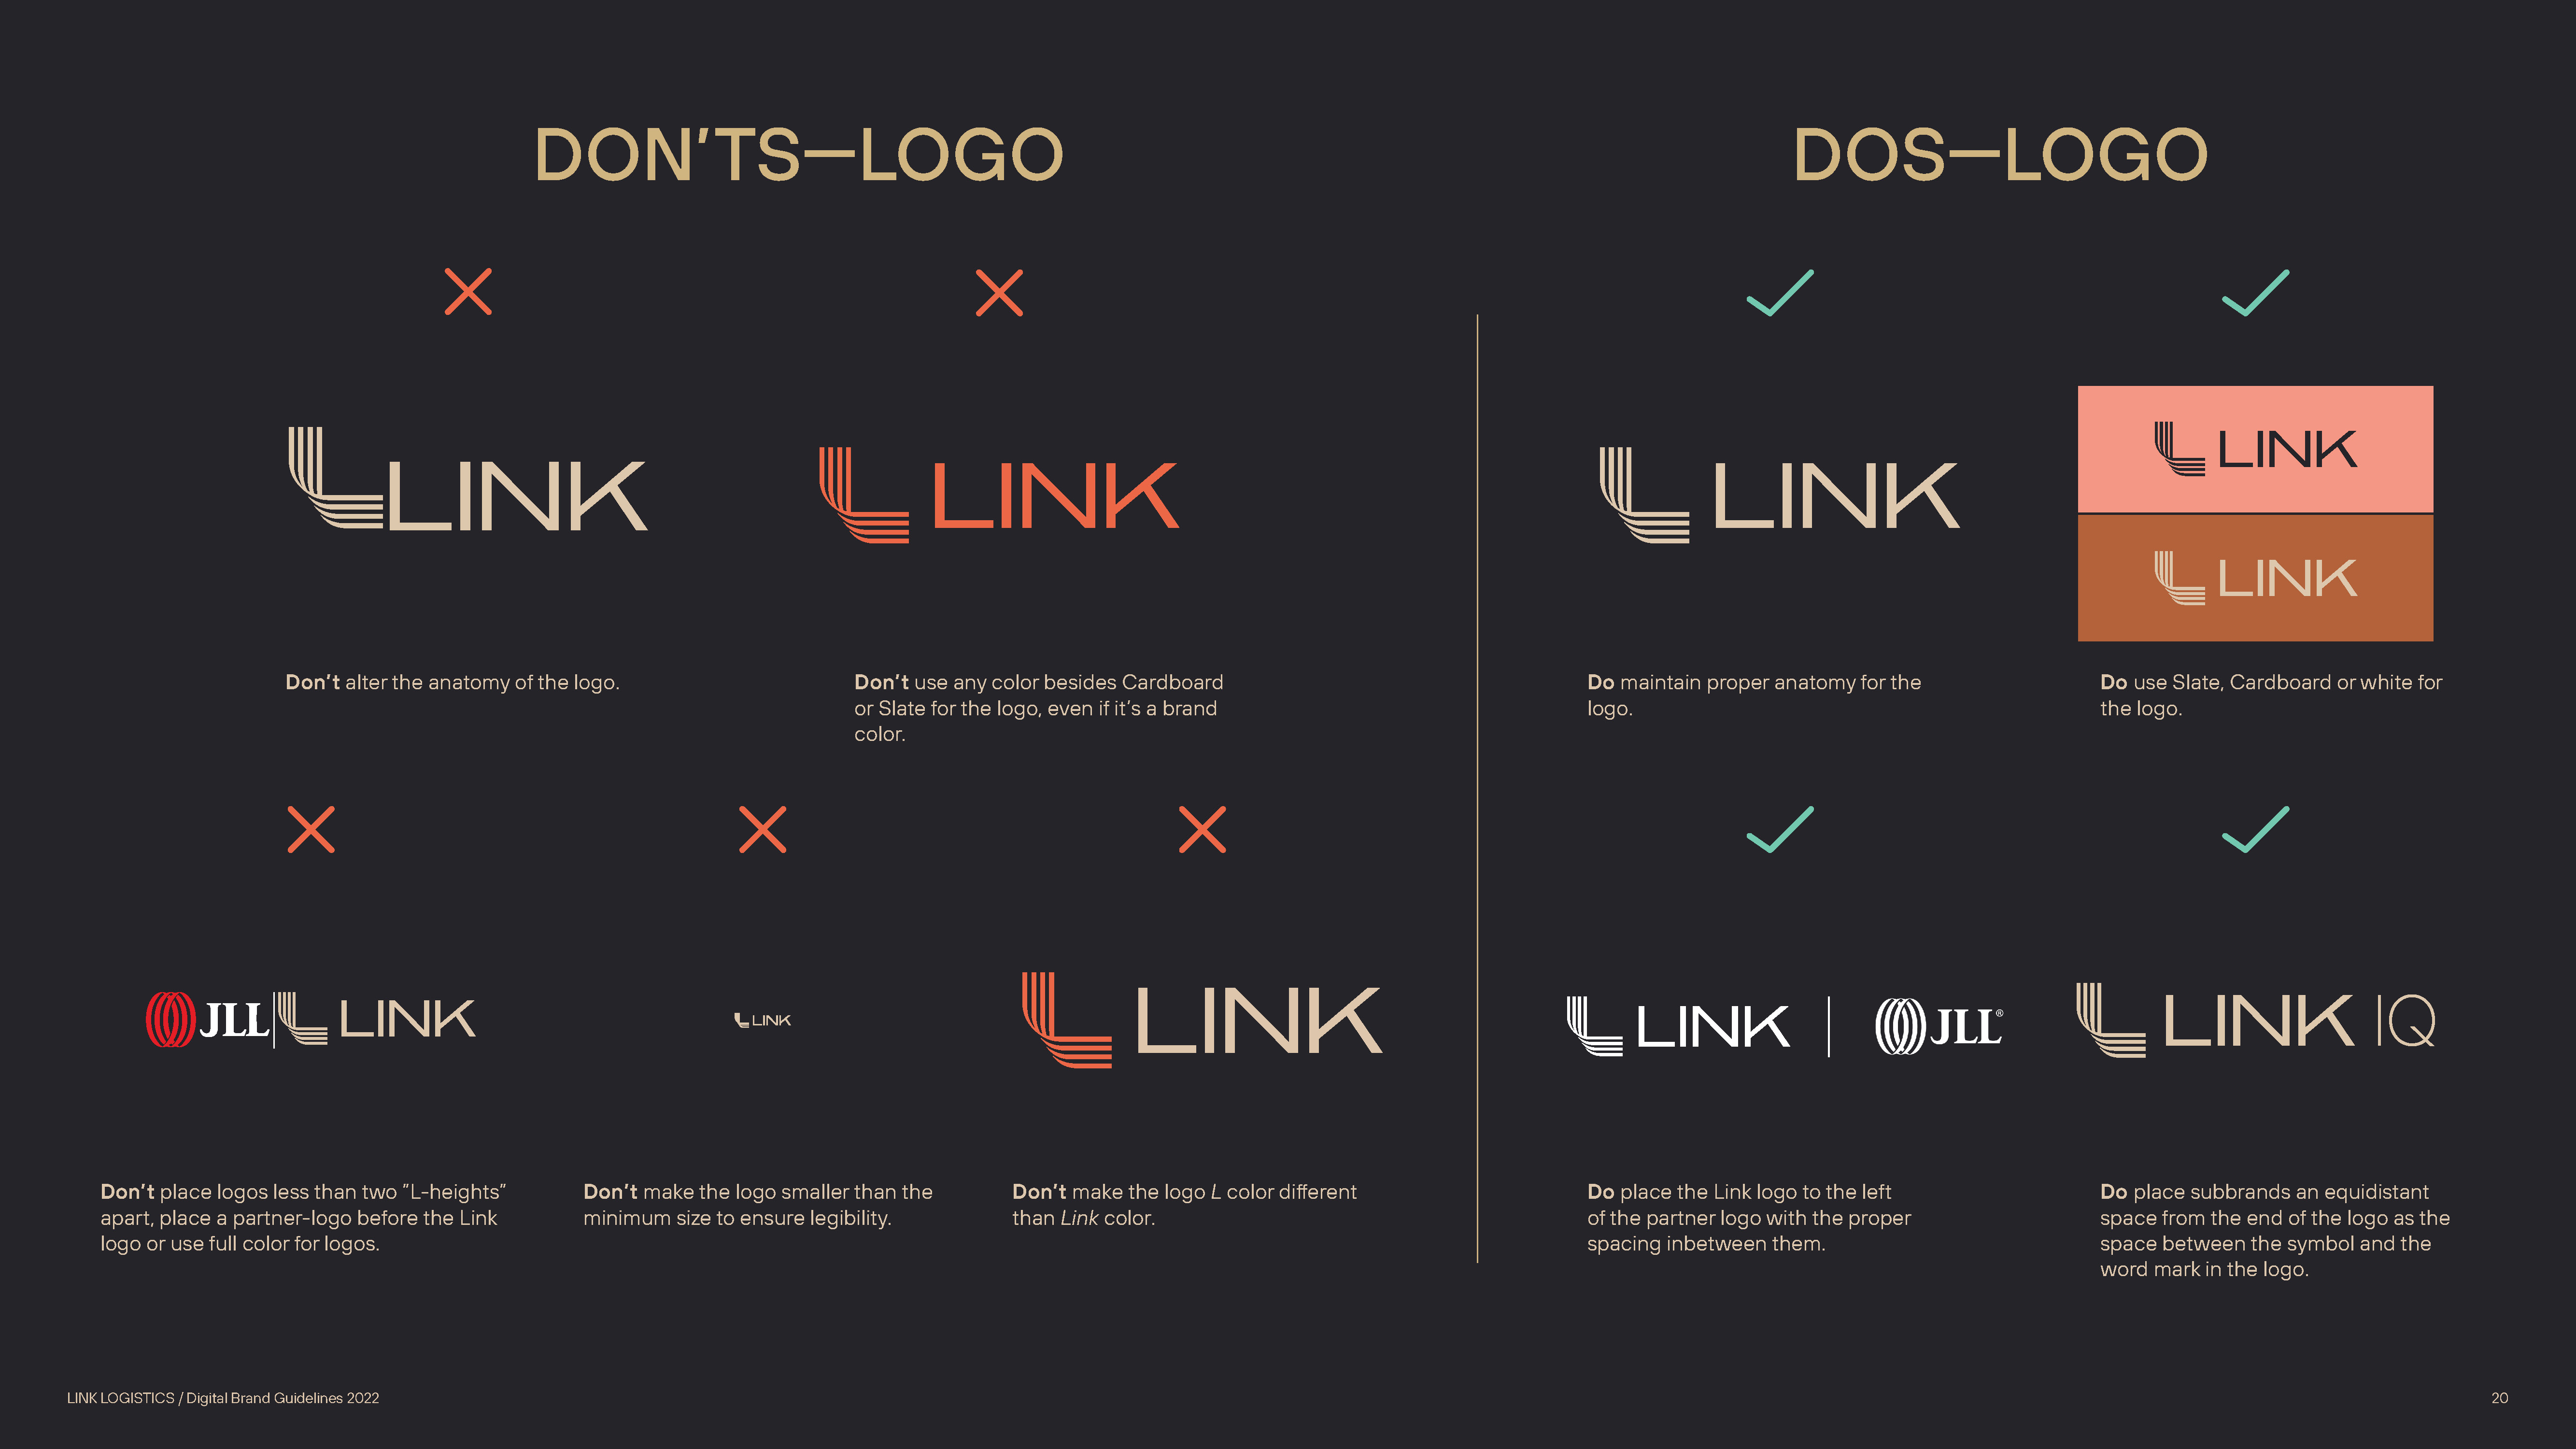 DON'TS—LOGO
LINK
LINK
Don't alter the anatomy of the logo.
Don't use any color besides Cardboard
or Slate for the logo, even if it's a brand
color.
JLL LINK
LINK
LINK
Don't place logos less than two "L-heights"
apart, place a partner-logo before the Link
logo or use full color for logos.
Don't make the logo smaller than the
minimum size to ensure legibility.
Don't make the logo L color different
than Link color.
DOS—LOGO
LINK
LINK
LINK
Do maintain proper anatomy for the
logo.
Do use Slate, Cardboard or white for
the logo.
LINK | JLL®
LINK IQ
Do place the Link logo to the left
of the partner logo with the proper
spacing inbetween them.
Do place subbrands an equidistant
space from the end of the logo as the
space between the symbol and the
word mark in the logo.
LINK LOGISTICS / Digital Brand Guidelines 2022
20